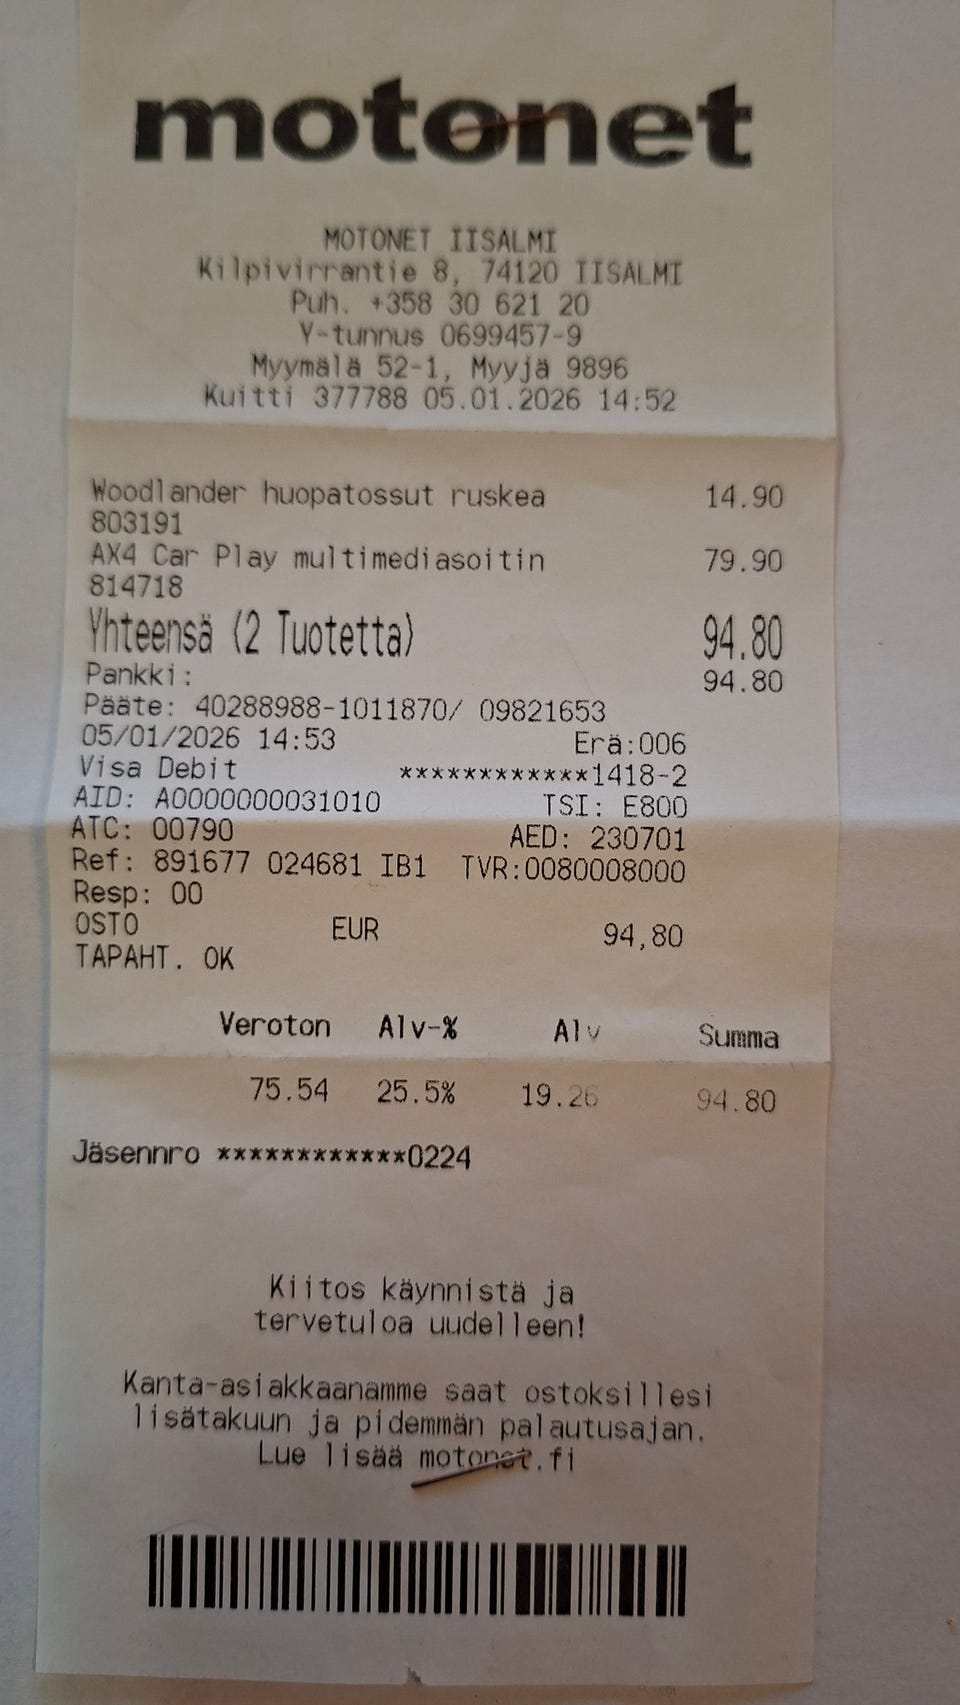 motonet
MOTONET IISALMI
Kilpivirrantie 8, 74120 IISALMI
Puh. +358 30 621 20
Y-tunnus 0699457-9
Myymälä 52-1, Myyjä 9896
Kuitti 377788 05.01.2026 14:52
Woodlander huopatossut ruskea 14.90
803191
AX4 Car Play multimediasoitin 79.90
814718
Yhteensä (2 Tuotetta) 94.80
Pankki: 94.80
Pääte: 40288988-1011870/ 09821653
05/01/2026 14:53 Erä:006
Visa Debit ************1418-2
AID: A0000000031010 TSI: E800
ATC: 00790 AED: 230701
Ref: 891677 024681 IB1 TVR:0080008000
Resp: 00
OSTO EUR 94,80
TAPAHT. OK
Veroton Alv-% Alv Summa
75.54 25.5% 19.26 94.80
Jäsennro ************0224
Kiitos käynnistä ja
tervetuloa uudelleen!
Kanta-asiakkaanamme saat ostoksillesi
lisätakuun ja pidemmän palautusajan.
Lue lisää motonet.fi